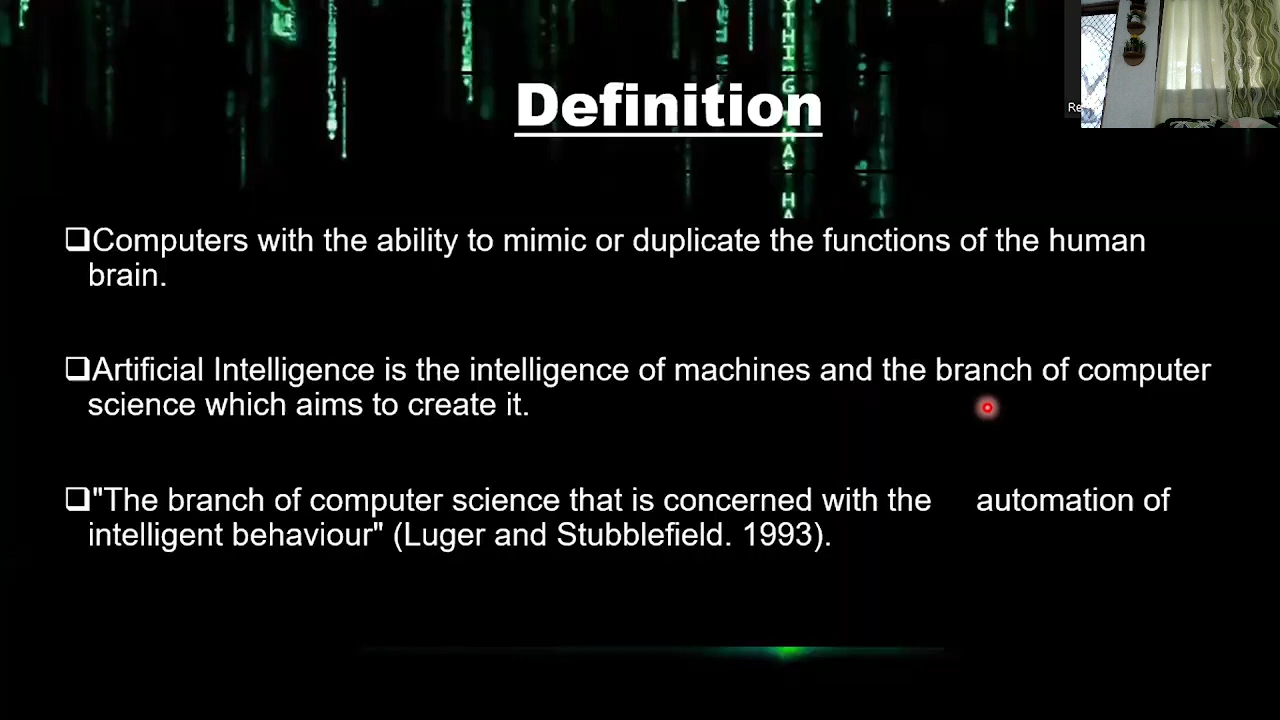 Definition
Re
❑Computers with the ability to mimic or duplicate the functions of the human
brain.
❑Artificial Intelligence is the intelligence of machines and the branch of computer
science which aims to create it.
❑"The branch of computer science that is concerned with the automation of
intelligent behaviour" (Luger and Stubblefield. 1993).